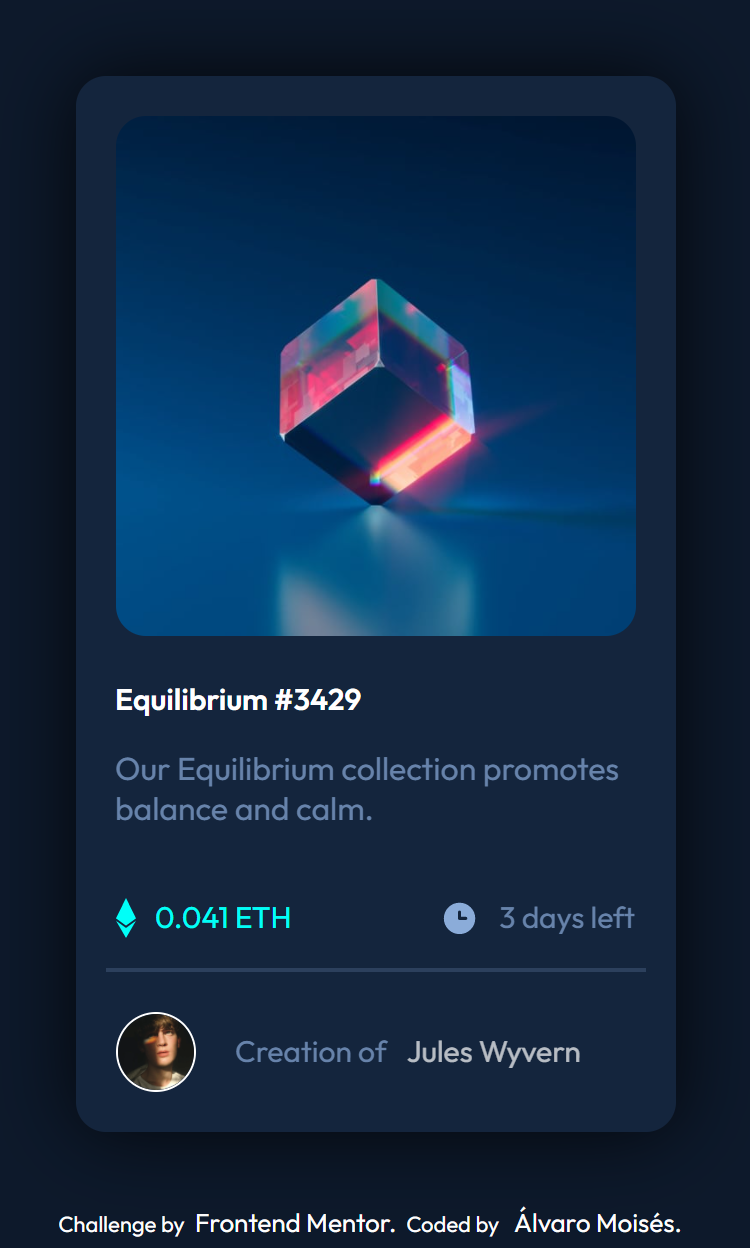 Equilibrium #3429
Our Equilibrium collection promotes
balance and calm.
0.041 ETH 3 days left
Creation of Jules Wyvern
Challenge by Frontend Mentor. Coded by Álvaro Moisés.